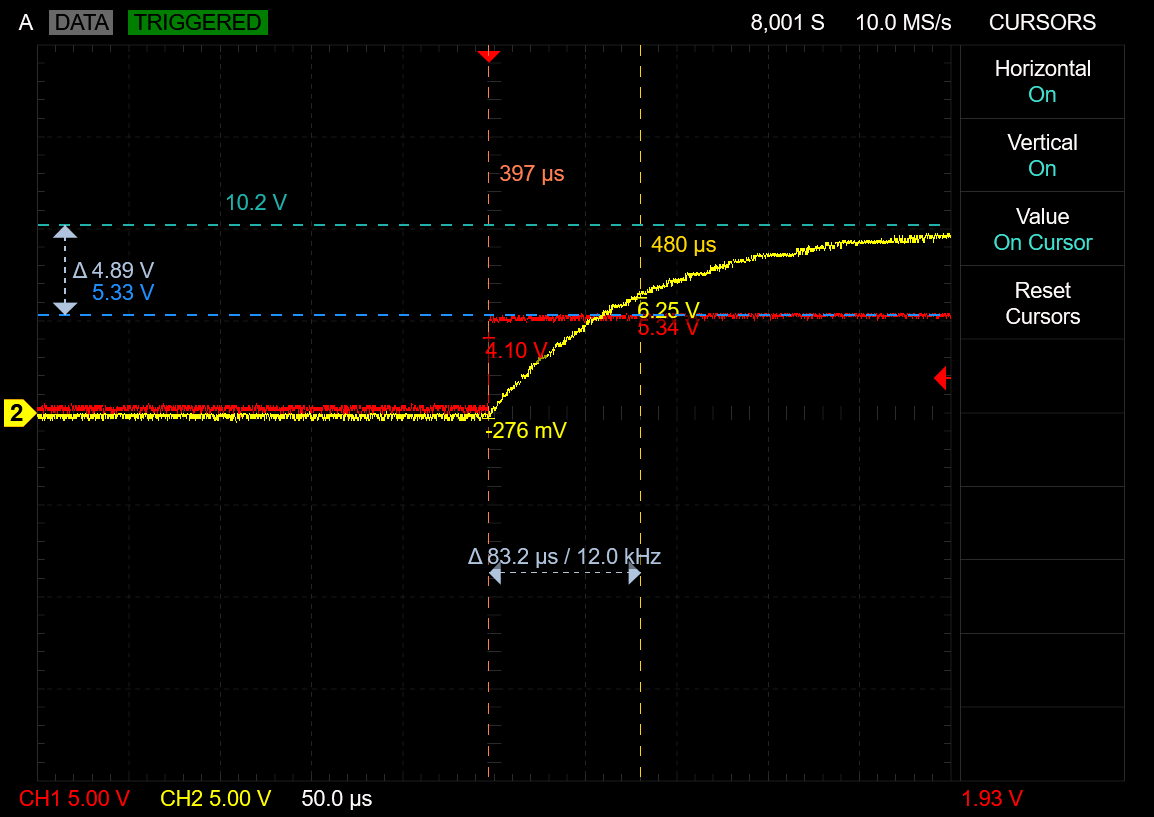 A DATA TRIGGERED 8,001 S 10.0 MS/s CURSORS
Horizontal
On
Vertical
On
Value
On Cursor
Reset
Cursors
397 µs
10.2 V
480 µs
Δ 4.89 V
5.33 V
6.25 V
5.34 V
4.10 V
2
-276 mV
Δ 83.2 µs / 12.0 kHz
CH1 5.00 V CH2 5.00 V 50.0 µs 1.93 V